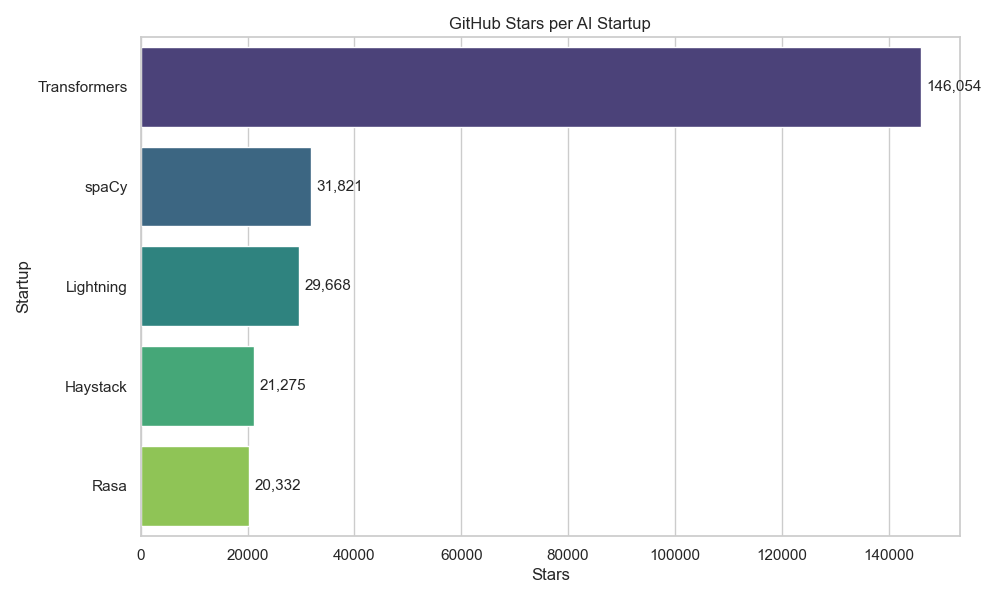 GitHub Stars per AI Startup
Transformers
146,054
spaCy
31,821
Lightning
29,668
Haystack
21,275
Rasa
20,332
Startup
0 20000 40000 60000 80000 100000 120000 140000
Stars